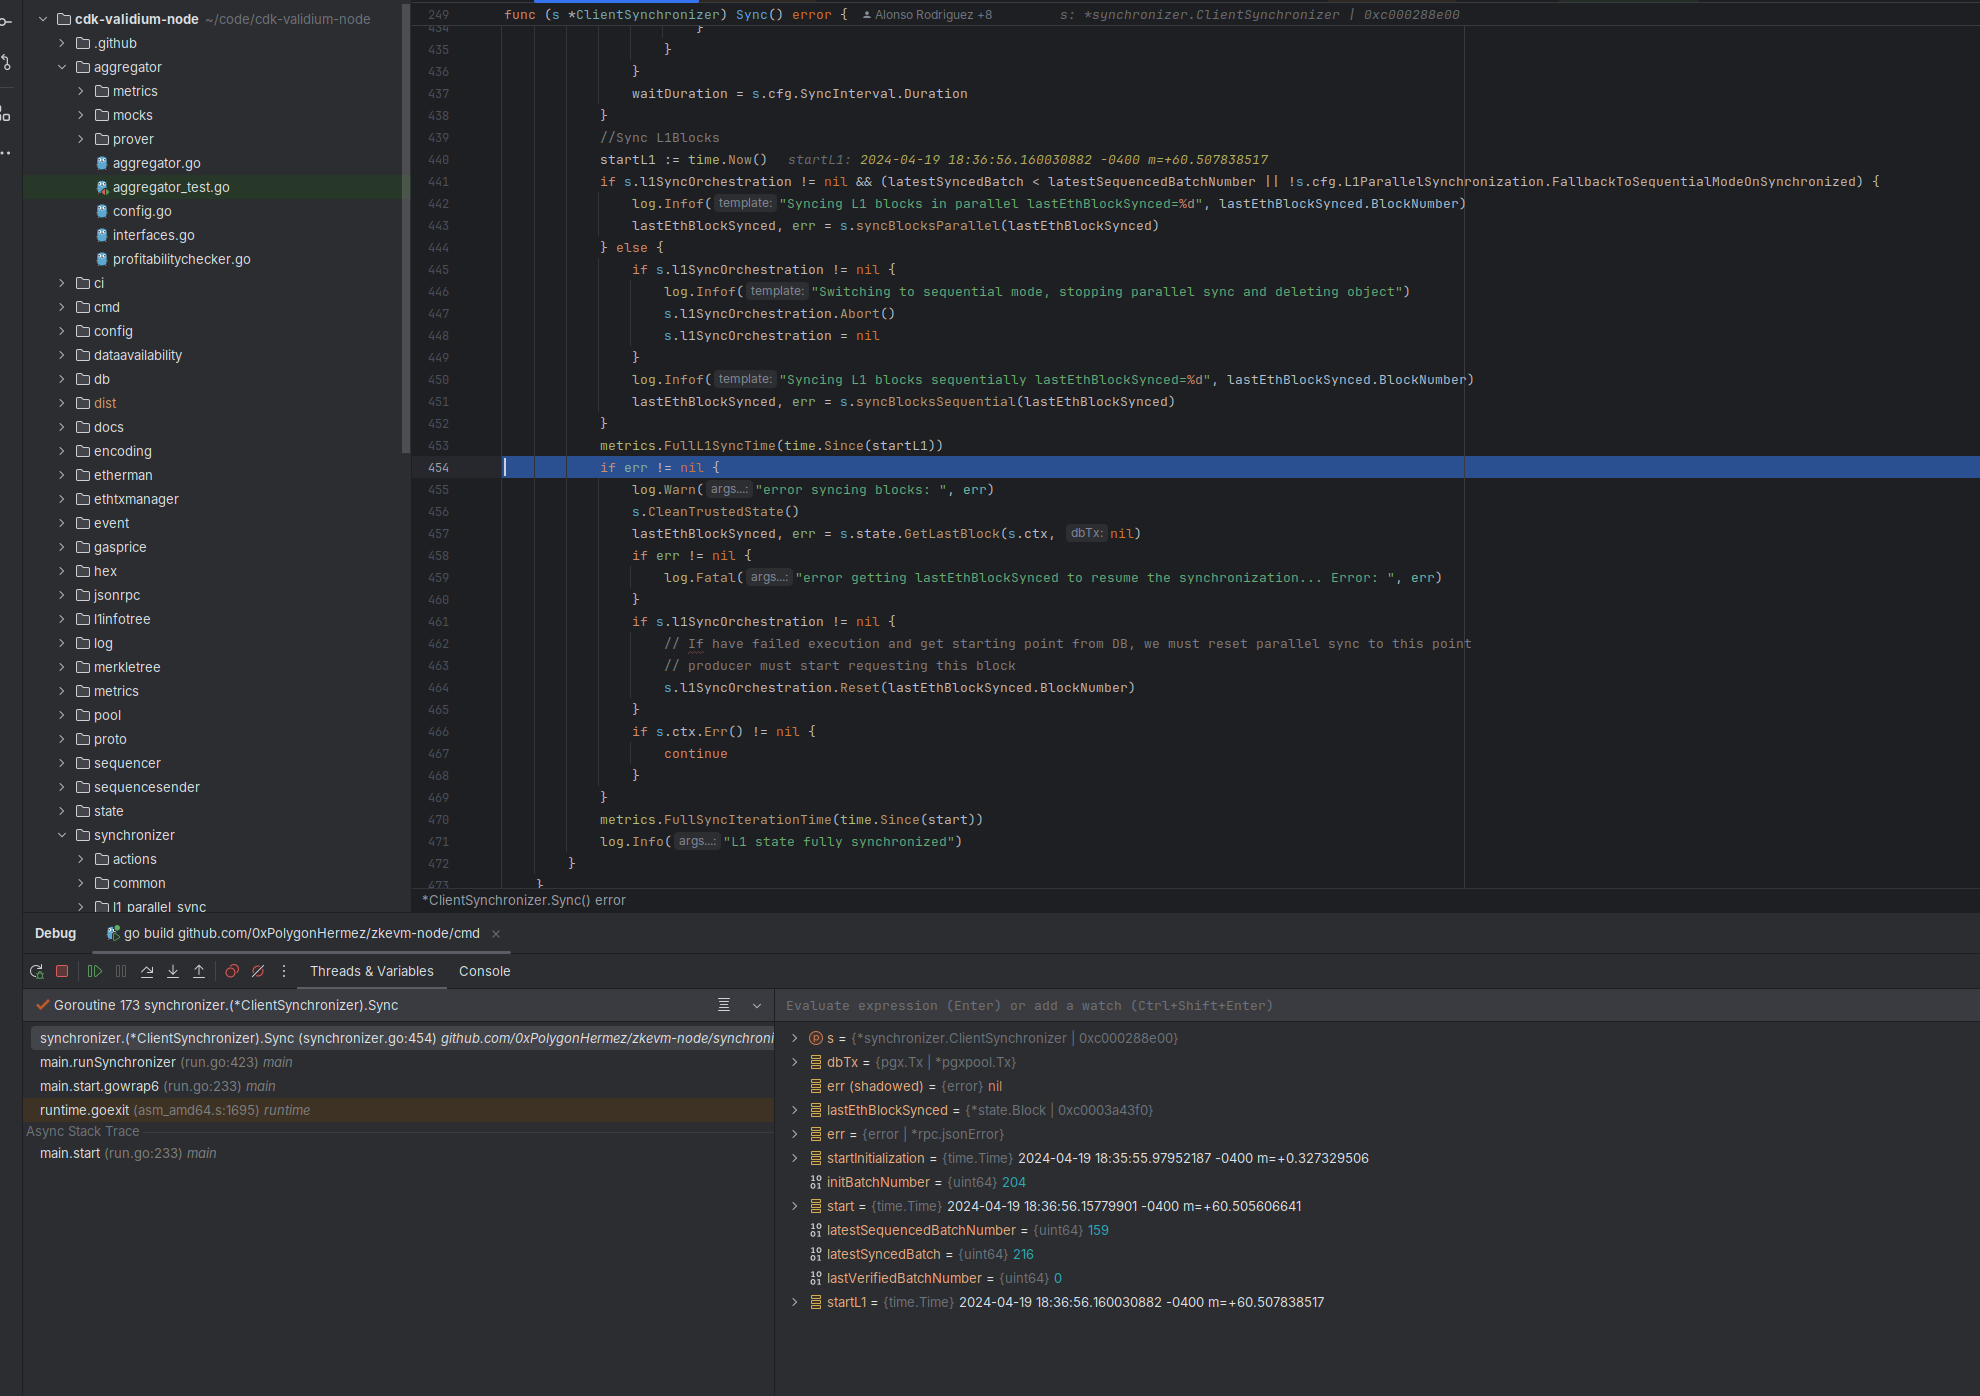 cdk-validium-node ~/code/cdk-validium-node
.github
aggregator
metrics
mocks
prover
aggregator.go
aggregator_test.go
config.go
interfaces.go
profitabilitychecker.go
ci
cmd
config
dataavailability
db
dist
docs
encoding
etherman
ethtxmanager
event
gasprice
hex
jsonrpc
l1infotree
log
merkletree
metrics
pool
proto
sequencer
sequencesender
state
synchronizer
actions
common
l1_parallel_sync
249 func (s *ClientSynchronizer) Sync() error { Alonso Rodriguez +8 s: *synchronizer.ClientSynchronizer | 0xc000288e00
434 }
435 }
436 }
437 waitDuration = s.cfg.SyncInterval.Duration
438 }
439 //Sync L1Blocks
440 startL1 := time.Now() startL1: 2024-04-19 18:36:56.160030882 -0400 m=+60.507838517
441 if s.l1SyncOrchestration != nil && (latestSyncedBatch < latestSequencedBatchNumber || !s.cfg.L1ParallelSynchronization.FallbackToSequentialModeOnSynchronized) {
442 log.Infof( template: "Syncing L1 blocks in parallel lastEthBlockSynced=%d", lastEthBlockSynced.BlockNumber)
443 lastEthBlockSynced, err = s.syncBlocksParallel(lastEthBlockSynced)
444 } else {
445 if s.l1SyncOrchestration != nil {
446 log.Infof( template: "Switching to sequential mode, stopping parallel sync and deleting object")
447 s.l1SyncOrchestration.Abort()
448 s.l1SyncOrchestration = nil
449 }
450 log.Infof( template: "Syncing L1 blocks sequentially lastEthBlockSynced=%d", lastEthBlockSynced.BlockNumber)
451 lastEthBlockSynced, err = s.syncBlocksSequential(lastEthBlockSynced)
452 }
453 metrics.FullL1SyncTime(time.Since(startL1))
454 if err != nil {
455 log.Warn( args...: "error syncing blocks: ", err)
456 s.CleanTrustedState()
457 lastEthBlockSynced, err = s.state.GetLastBlock(s.ctx, dbTx: nil)
458 if err != nil {
459 log.Fatal( args...: "error getting lastEthBlockSynced to resume the synchronization... Error: ", err)
460 }
461 if s.l1SyncOrchestration != nil {
462 // If have failed execution and get starting point from DB, we must reset parallel sync to this point
463 // producer must start requesting this block
464 s.l1SyncOrchestration.Reset(lastEthBlockSynced.BlockNumber)
465 }
466 if s.ctx.Err() != nil {
467 continue
468 }
469 }
470 metrics.FullSyncIterationTime(time.Since(start))
471 log.Info( args...: "L1 state fully synchronized")
472 }
473 }
*ClientSynchronizer.Sync() error
Debug go build github.com/0xPolygonHermez/zkevm-node/cmd ×
Threads & Variables Console
Goroutine 173 synchronizer.(*ClientSynchronizer).Sync
synchronizer.(*ClientSynchronizer).Sync (synchronizer.go:454) github.com/0xPolygonHermez/zkevm-node/synchroni
main.runSynchronizer (run.go:423) main
main.start.gowrap6 (run.go:233) main
runtime.goexit (asm_amd64.s:1695) runtime
Async Stack Trace
main.start (run.go:233) main
Evaluate expression (Enter) or add a watch (Ctrl+Shift+Enter)
s = {*synchronizer.ClientSynchronizer | 0xc000288e00}
dbTx = {pgx.Tx | *pgxpool.Tx}
err (shadowed) = {error} nil
lastEthBlockSynced = {*state.Block | 0xc0003a43f0}
err = {error | *rpc.jsonError}
startInitialization = {time.Time} 2024-04-19 18:35:55.97952187 -0400 m=+0.327329506
initBatchNumber = {uint64} 204
start = {time.Time} 2024-04-19 18:36:56.15779901 -0400 m=+60.505606641
latestSequencedBatchNumber = {uint64} 159
latestSyncedBatch = {uint64} 216
lastVerifiedBatchNumber = {uint64} 0
startL1 = {time.Time} 2024-04-19 18:36:56.160030882 -0400 m=+60.507838517